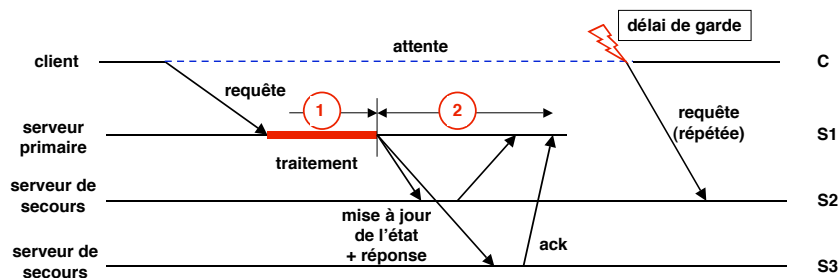 délai de garde
attente
client
C
requête
1
2
requête
(répétée)
serveur
primaire
S1
traitement
serveur de
secours
S2
mise à jour
de l'état
+ réponse
ack
serveur de
secours
S3